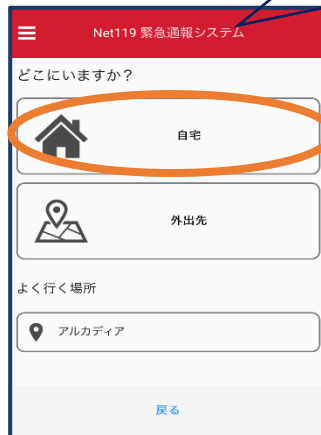 Net119 緊急通報システム
どこにいますか？
自宅
外出先
よく行く場所
アルカディア
戻る